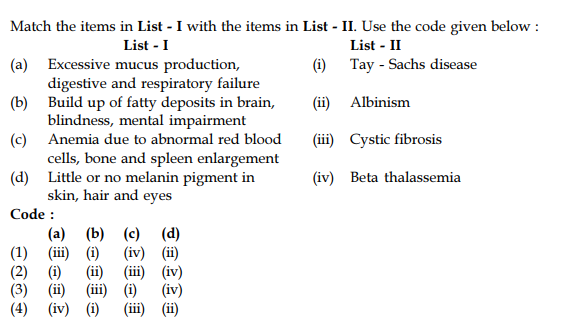 Match the items in List - I with the items in List - II. Use the code given below :
List - I List - II
(a) Excessive mucus production, (i) Tay - Sachs disease
digestive and respiratory failure
(b) Build up of fatty deposits in brain, (ii) Albinism
blindness, mental impairment
(c) Anemia due to abnormal red blood (iii) Cystic fibrosis
cells, bone and spleen enlargement
(d) Little or no melanin pigment in (iv) Beta thalassemia
skin, hair and eyes
Code :
(a) (b) (c) (d)
(1) (iii) (i) (iv) (ii)
(2) (i) (ii) (iii) (iv)
(3) (ii) (iii) (i) (iv)
(4) (iv) (i) (iii) (ii)